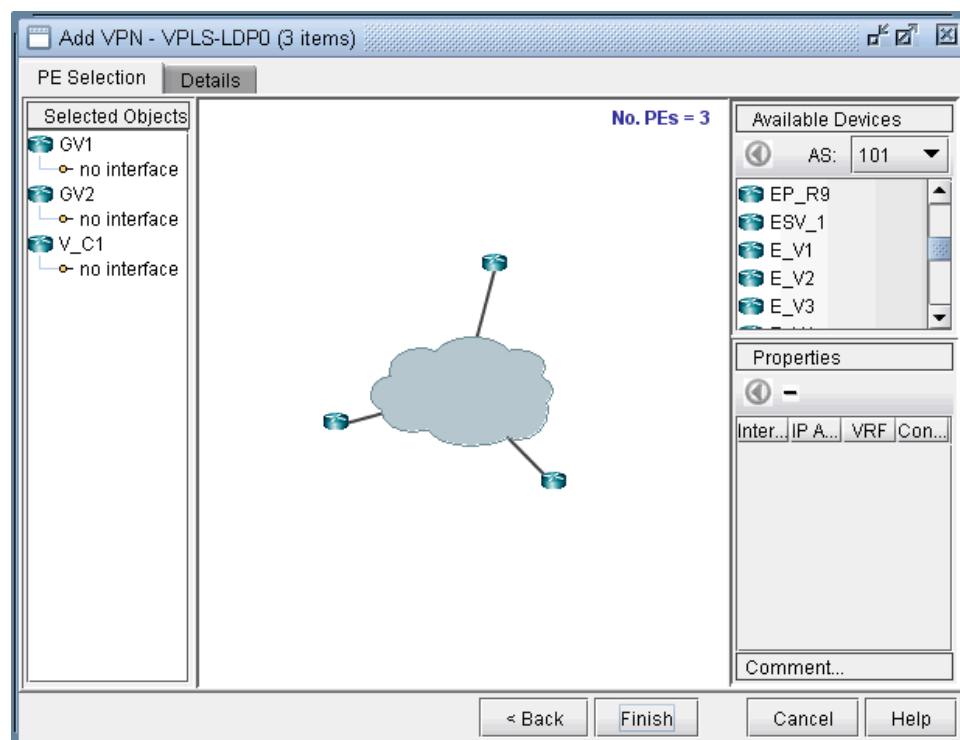 Add VPN - VPLS-LDP0 (3 items)
PE Selection
Details
Selected Objects
GV1
no interface
GV2
no interface
V_C1
no interface
No. PEs = 3
Available Devices
AS: 101
EP_R9
ESV_1
E_V1
E_V2
E_V3
Properties
Inter... IP A... VRF Con...
Comment...
< Back Finish Cancel Help